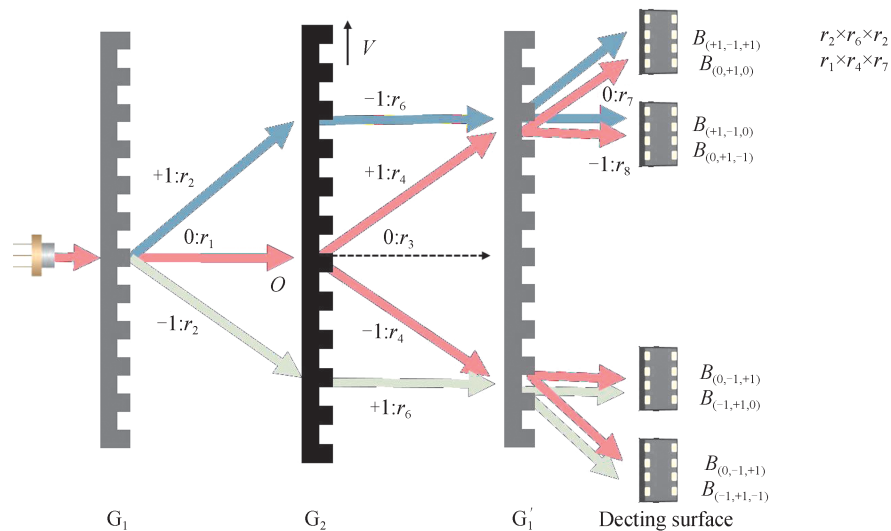 V
B(+1,−1,+1) r2×r6×r2
B(0,+1,0) r1×r4×r7
−1:r6
0:r7
B(+1,−1,0)
B(0,+1,−1)
−1:r8
+1:r2
+1:r4
0:r1
0:r3
O
−1:r2
−1:r4
+1:r6
B(0,−1,+1)
B(−1,+1,0)
B(0,−1,+1)
B(−1,+1,−1)
G1 G2 G1′ Decting surface